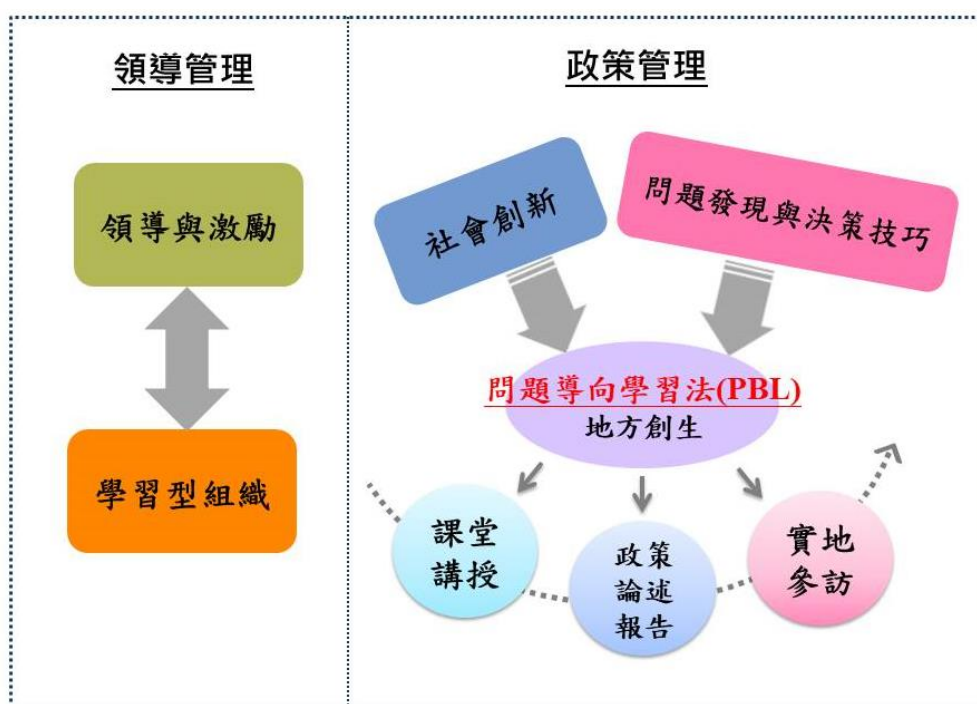 領導管理
領導與激勵
學習型組織
政策管理
社會創新
問題發現與決策技巧
問題導向學習法(PBL)
地方創生
課堂
講授
政策
論述
報告
實地
參訪